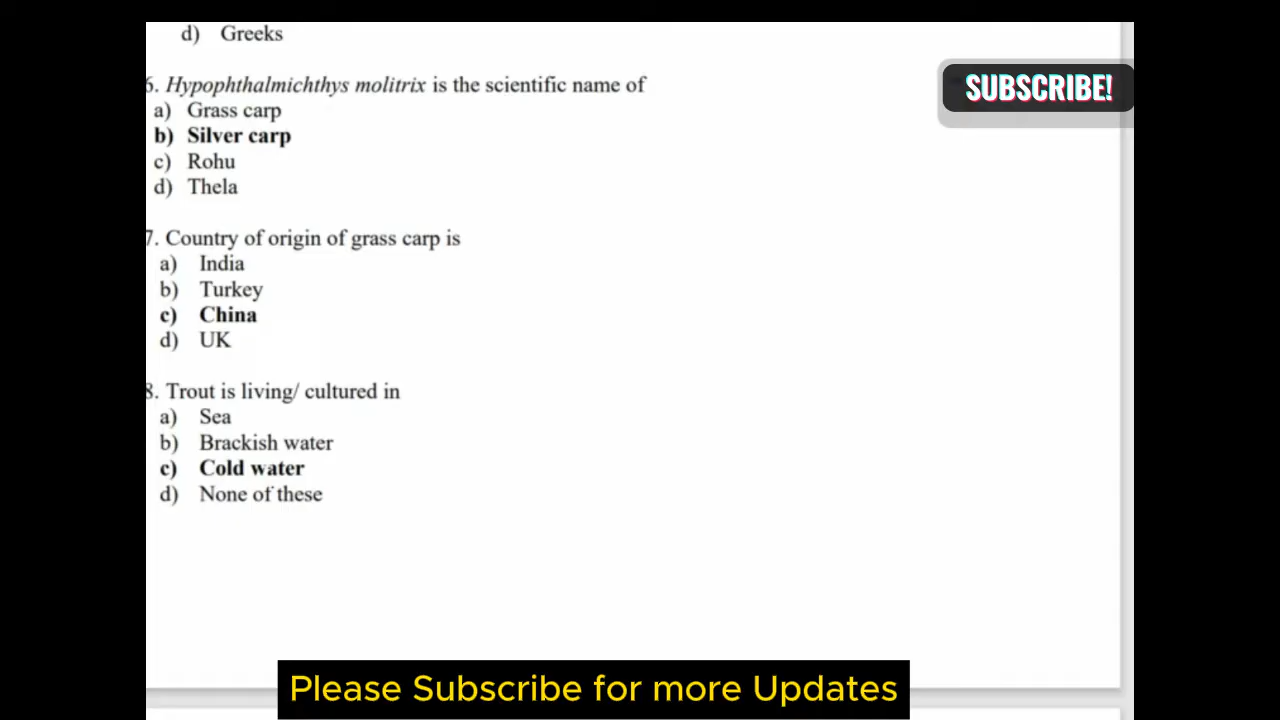 d) Greeks
6. Hypophthalmichthys molitrix is the scientific name of
SUBSCRIBE!
a) Grass carp
b) Silver carp
c) Rohu
d) Thela
7. Country of origin of grass carp is
a) India
b) Turkey
c) China
d) UK
8. Trout is living/ cultured in
a) Sea
b) Brackish water
c) Cold water
d) None of these
Please Subscribe for more Updates